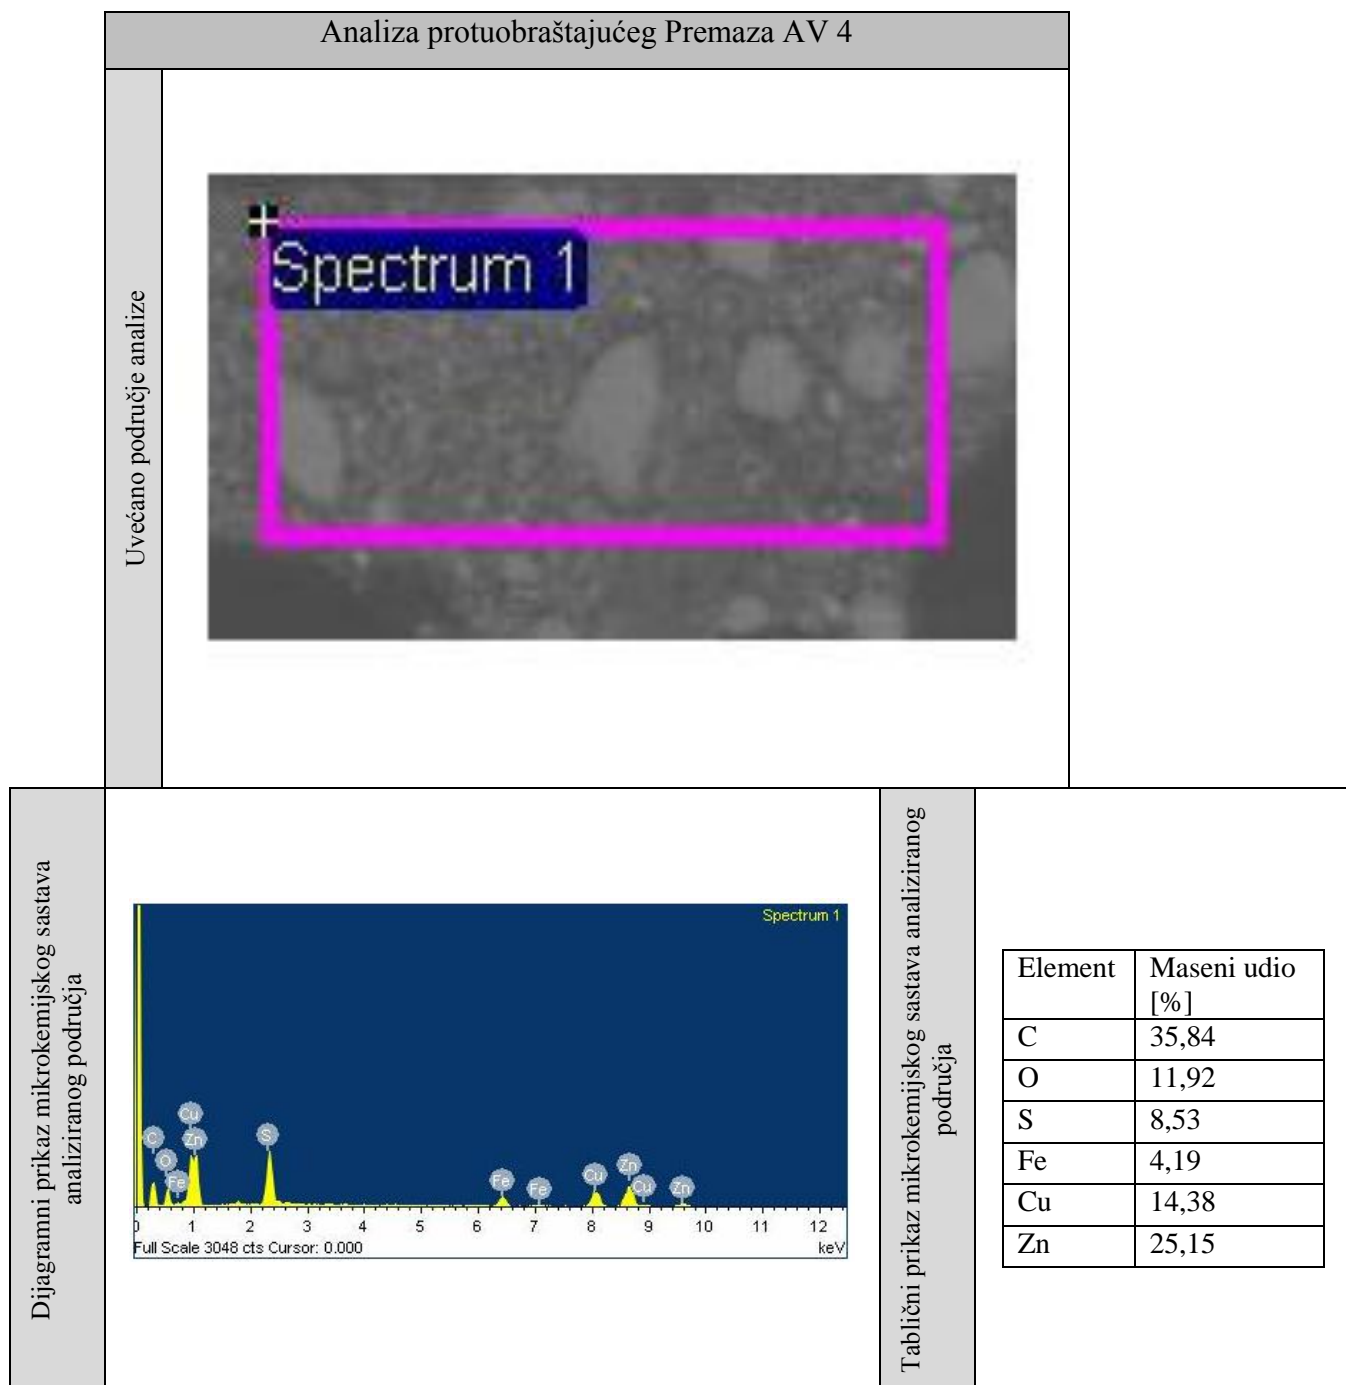 Analiza protuobraštajućeg Premaza AV 4
Uvećano područje analize
Spectrum 1
Dijagramni prikaz mikrokemijskog sastava
analiziranog područja
Spectrum 1
C
O
Fe
Cu
Zn
S
Fe
Fe
Cu
Zn
Cu
Zn
0 1 2 3 4 5 6 7 8 9 10 11 12
Full Scale 3048 cts Cursor: 0.000 keV
Tablični prikaz mikrokemijskog sastava analiziranog
područja
Element Maseni udio
[%]
C 35,84
O 11,92
S 8,53
Fe 4,19
Cu 14,38
Zn 25,15